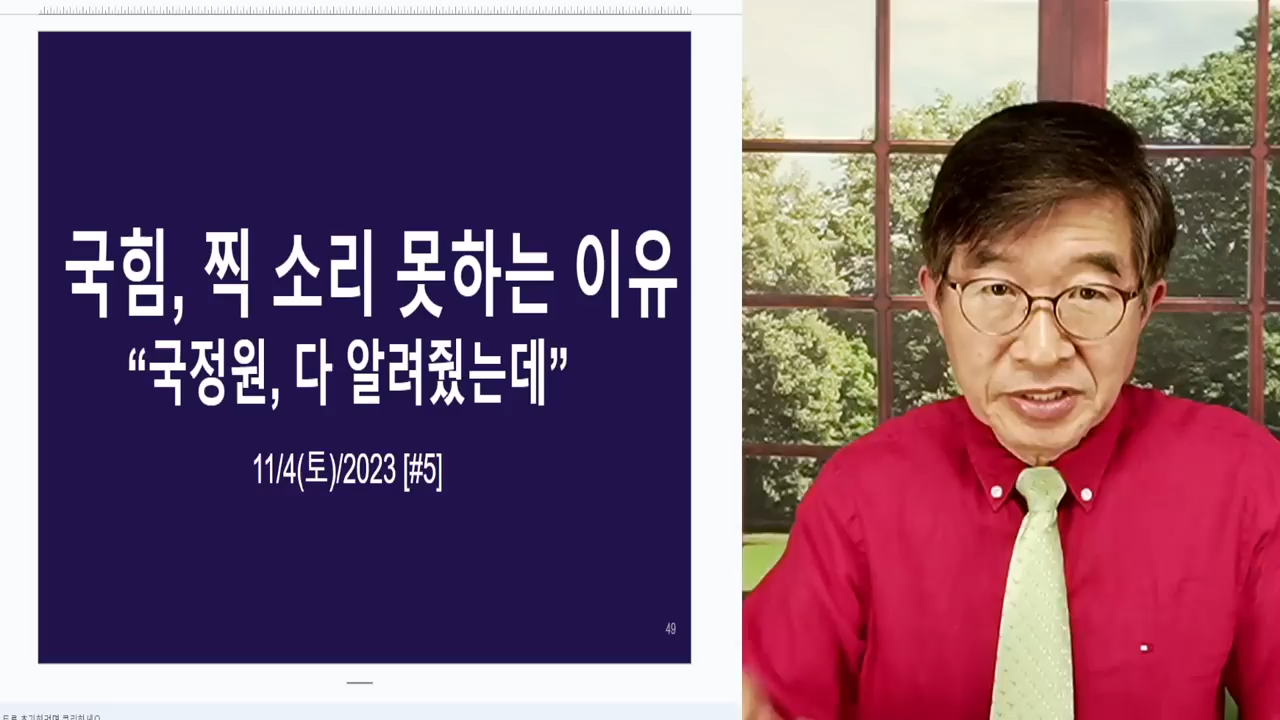 국힘, 찍 소리 못하는 이유
“국정원, 다 알려줬는데”
11/4(토)/2023 [#5]
49